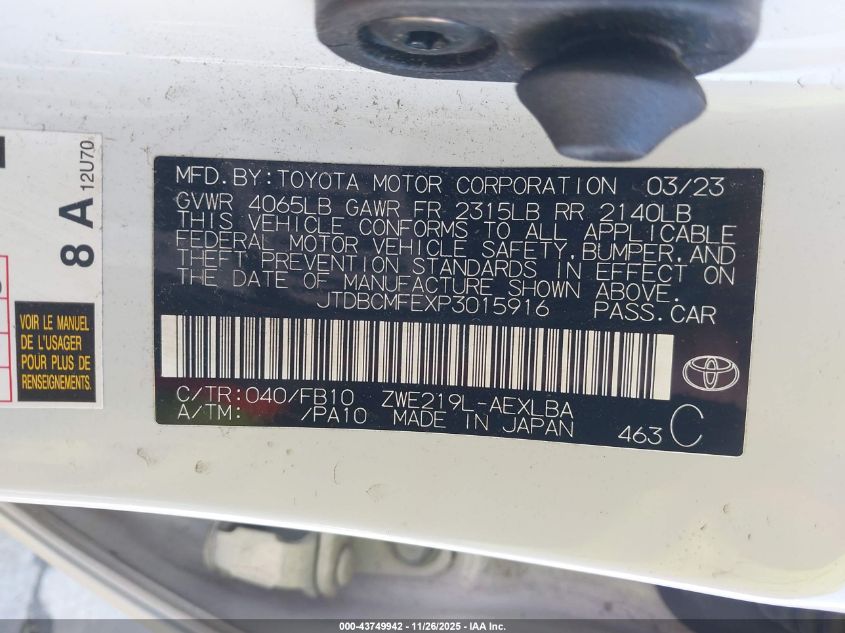 MFD. BY: TOYOTA MOTOR CORPORATION 03/23
GVWR 4065LB GAWR FR 2315LB RR 2140LB
THIS VEHICLE CONFORMS TO ALL APPLICABLE
FEDERAL MOTOR VEHICLE SAFETY, BUMPER, AND
THEFT PREVENTION STANDARDS IN EFFECT ON
THE DATE OF MANUFACTURE SHOWN ABOVE.
JTDBCMFEXP3015916 PASS.CAR
C/TR: 040/FB10 ZWE219L-AEXLBA
A/TM: /PA10 MADE IN JAPAN
463 C
8 A
12U70
VOIR LE MANUEL
DE L'USAGER
POUR PLUS DE
RENSEIGNEMENTS.
000-43749942 - 11/26/2025 - IAA Inc.